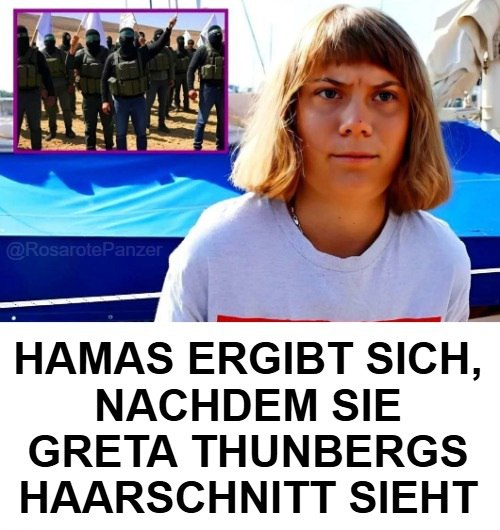 @RosarotePanzer
HAMAS ERGIBT SICH,
NACHDEM SIE
GRETA THUNBERGS
HAARSCHNITT SIEHT